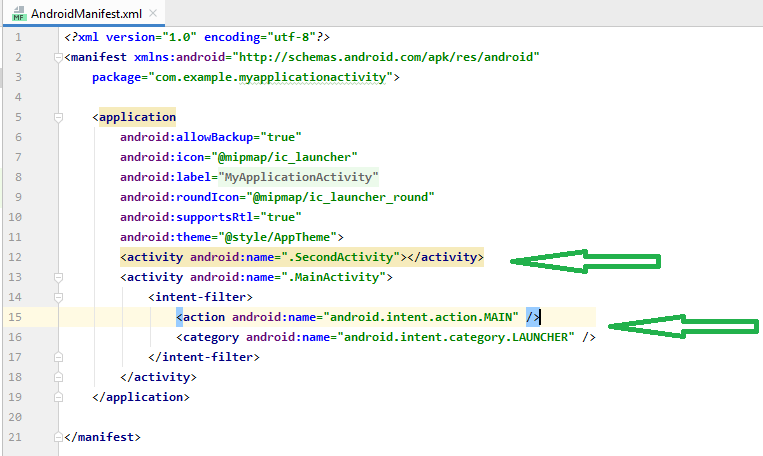 AndroidManifest.xml
1 <?xml version="1.0" encoding="utf-8"?>
2 <manifest xmlns:android="http://schemas.android.com/apk/res/android"
3     package="com.example.myapplicationactivity">
4
5     <application
6         android:allowBackup="true"
7         android:icon="@mipmap/ic_launcher"
8         android:label="MyApplicationActivity"
9         android:roundIcon="@mipmap/ic_launcher_round"
10         android:supportsRtl="true"
11         android:theme="@style/AppTheme">
12         <activity android:name=".SecondActivity"></activity>
13         <activity android:name=".MainActivity">
14             <intent-filter>
15                 <action android:name="android.intent.action.MAIN" />
16                 <category android:name="android.intent.category.LAUNCHER" />
17             </intent-filter>
18         </activity>
19     </application>
20
21 </manifest>